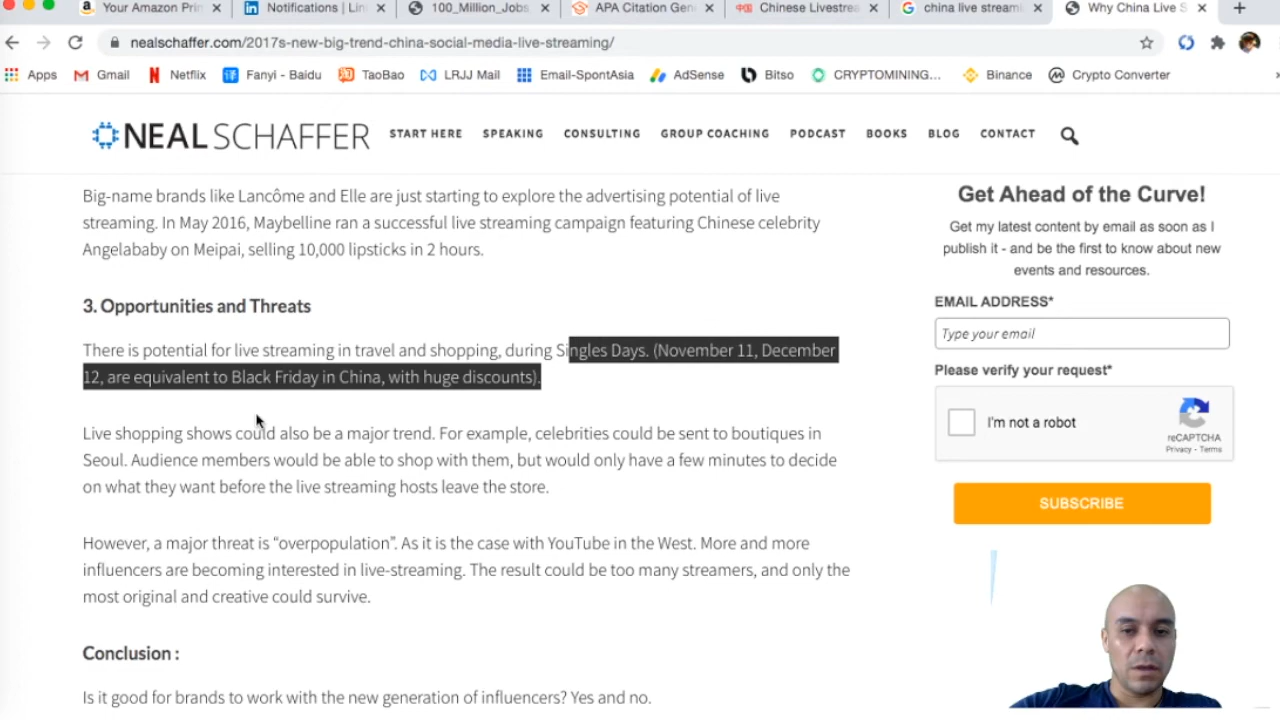 Your Amazon Prin
Notifications | Lin
100_Million_Jobs
APA Citation Gen
Chinese Livestrea
china live streami
Why China Live S
nealschaffer.com/2017s-new-big-trend-china-social-media-live-streaming/
Apps
Gmail
Netflix
Fanyi - Baidu
TaoBao
LRJJ Mail
Email-SpontAsia
AdSense
Bitso
CRYPTOMINING...
Binance
Crypto Converter
NEALSCHAFFER
START HERE
SPEAKING
CONSULTING
GROUP COACHING
PODCAST
BOOKS
BLOG
CONTACT
Big-name brands like Lancôme and Elle are just starting to explore the advertising potential of live
streaming. In May 2016, Maybelline ran a successful live streaming campaign featuring Chinese celebrity
Angelababy on Meipai, selling 10,000 lipsticks in 2 hours.
3. Opportunities and Threats
There is potential for live streaming in travel and shopping, during Singles Days. (November 11, December
12, are equivalent to Black Friday in China, with huge discounts).
Live shopping shows could also be a major trend. For example, celebrities could be sent to boutiques in
Seoul. Audience members would be able to shop with them, but would only have a few minutes to decide
on what they want before the live streaming hosts leave the store.
However, a major threat is “overpopulation”. As it is the case with YouTube in the West. More and more
influencers are becoming interested in live-streaming. The result could be too many streamers, and only the
most original and creative could survive.
Conclusion :
Is it good for brands to work with the new generation of influencers? Yes and no.
Get Ahead of the Curve!
Get my latest content by email as soon as I
publish it - and be the first to know about new
events and resources.
EMAIL ADDRESS*
Type your email
Please verify your request*
I'm not a robot
reCAPTCHA
Privacy - Terms
SUBSCRIBE